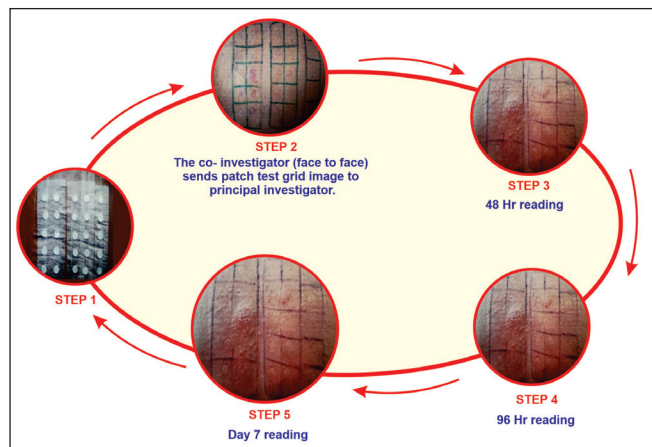 STEP 2
The co- investigator (face to face)
sends patch test grid image to
principal investigator.
STEP 3
48 Hr reading
STEP 1
STEP 5
Day 7 reading
STEP 4
96 Hr reading